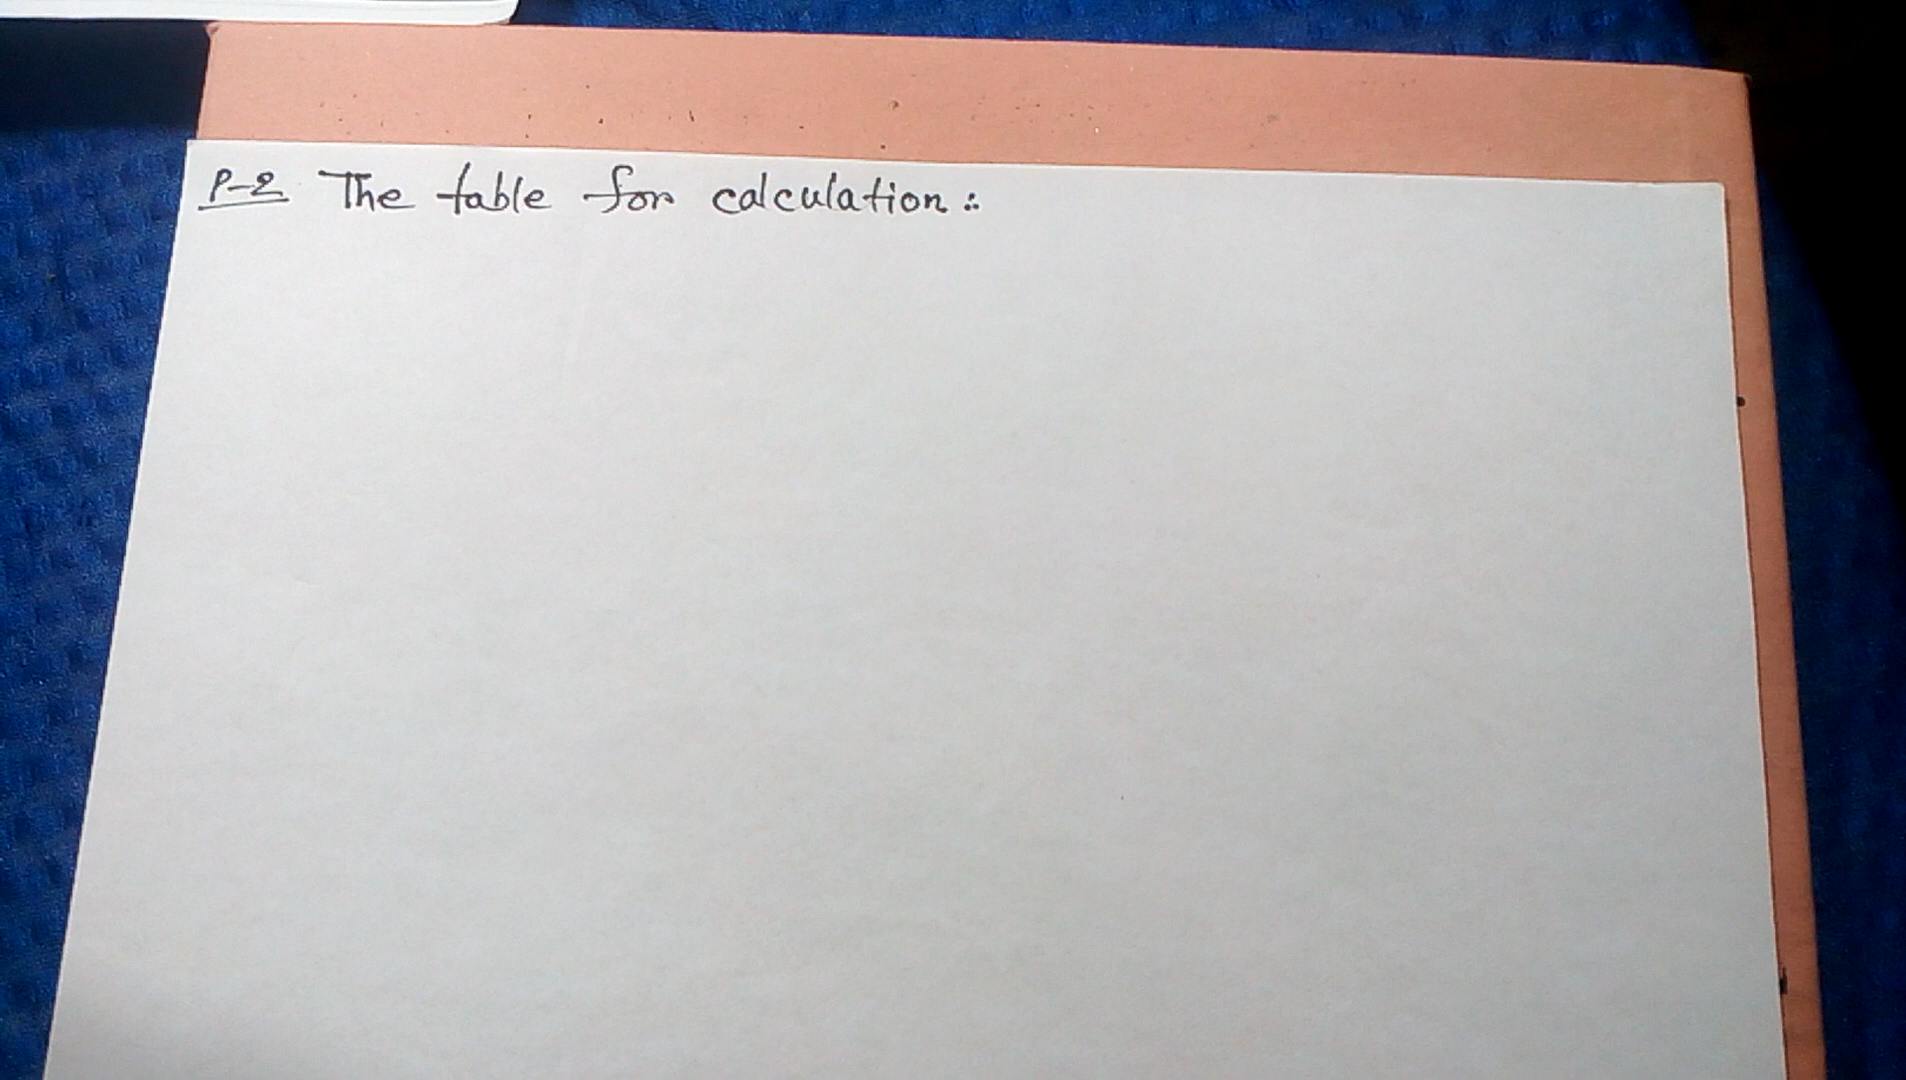 P-2 The table for calculation :